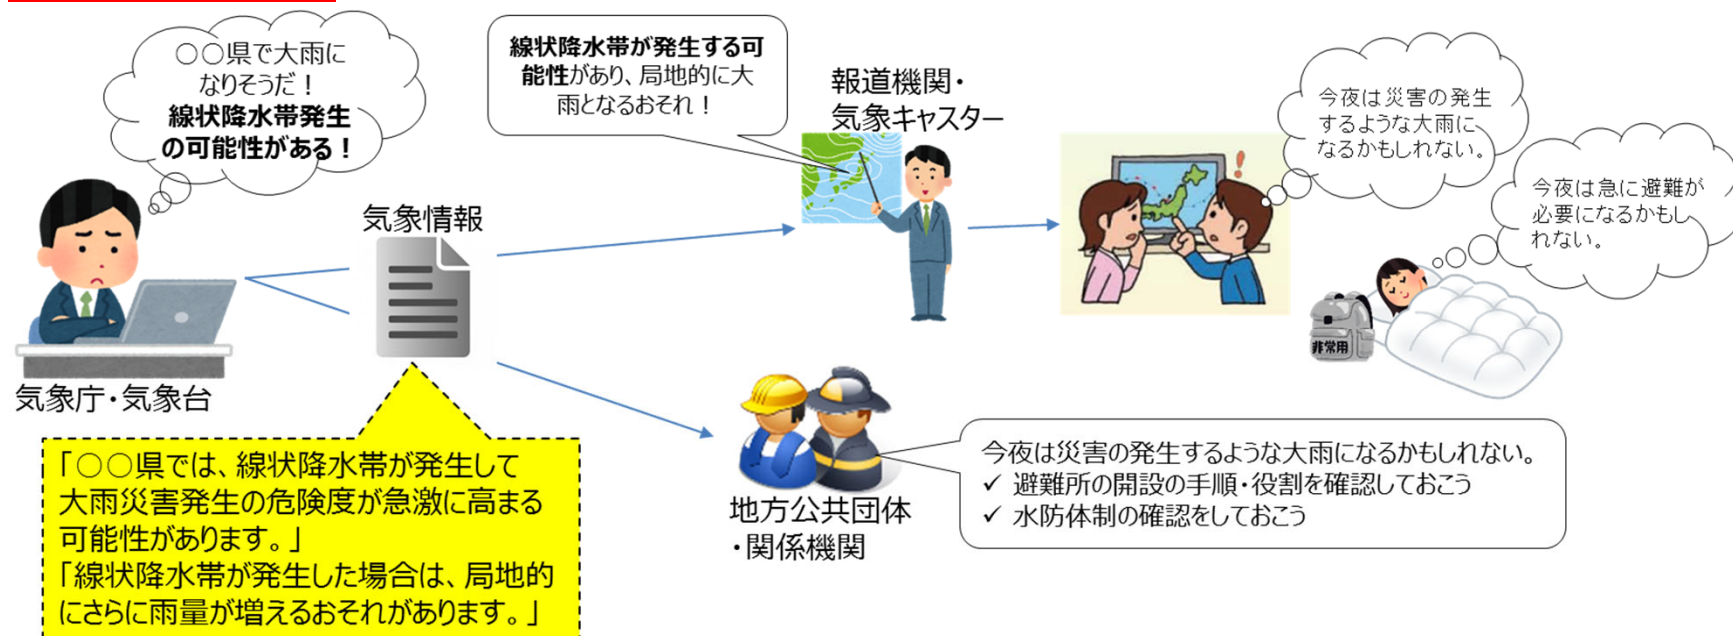 ○○県で大雨に
なりそうだ！
線状降水帯発生
の可能性がある！
気象庁・気象台
気象情報
「○○県では、線状降水帯が発生して
大雨災害発生の危険度が急激に高まる
可能性があります。」
「線状降水帯が発生した場合は、局地的
にさらに雨量が増えるおそれがあります。」
線状降水帯が発生する可
能性があり、局地的に大
雨となるおそれ！
報道機関・
気象キャスター
今夜は災害の発生
するような大雨に
なるかもしれない。
今夜は急に避難が
必要になるかもし
れない。
非常用
地方公共団体
・関係機関
今夜は災害の発生するような大雨になるかもしれない。
✓ 避難所の開設の手順・役割を確認しておこう
✓ 水防体制の確認をしておこう